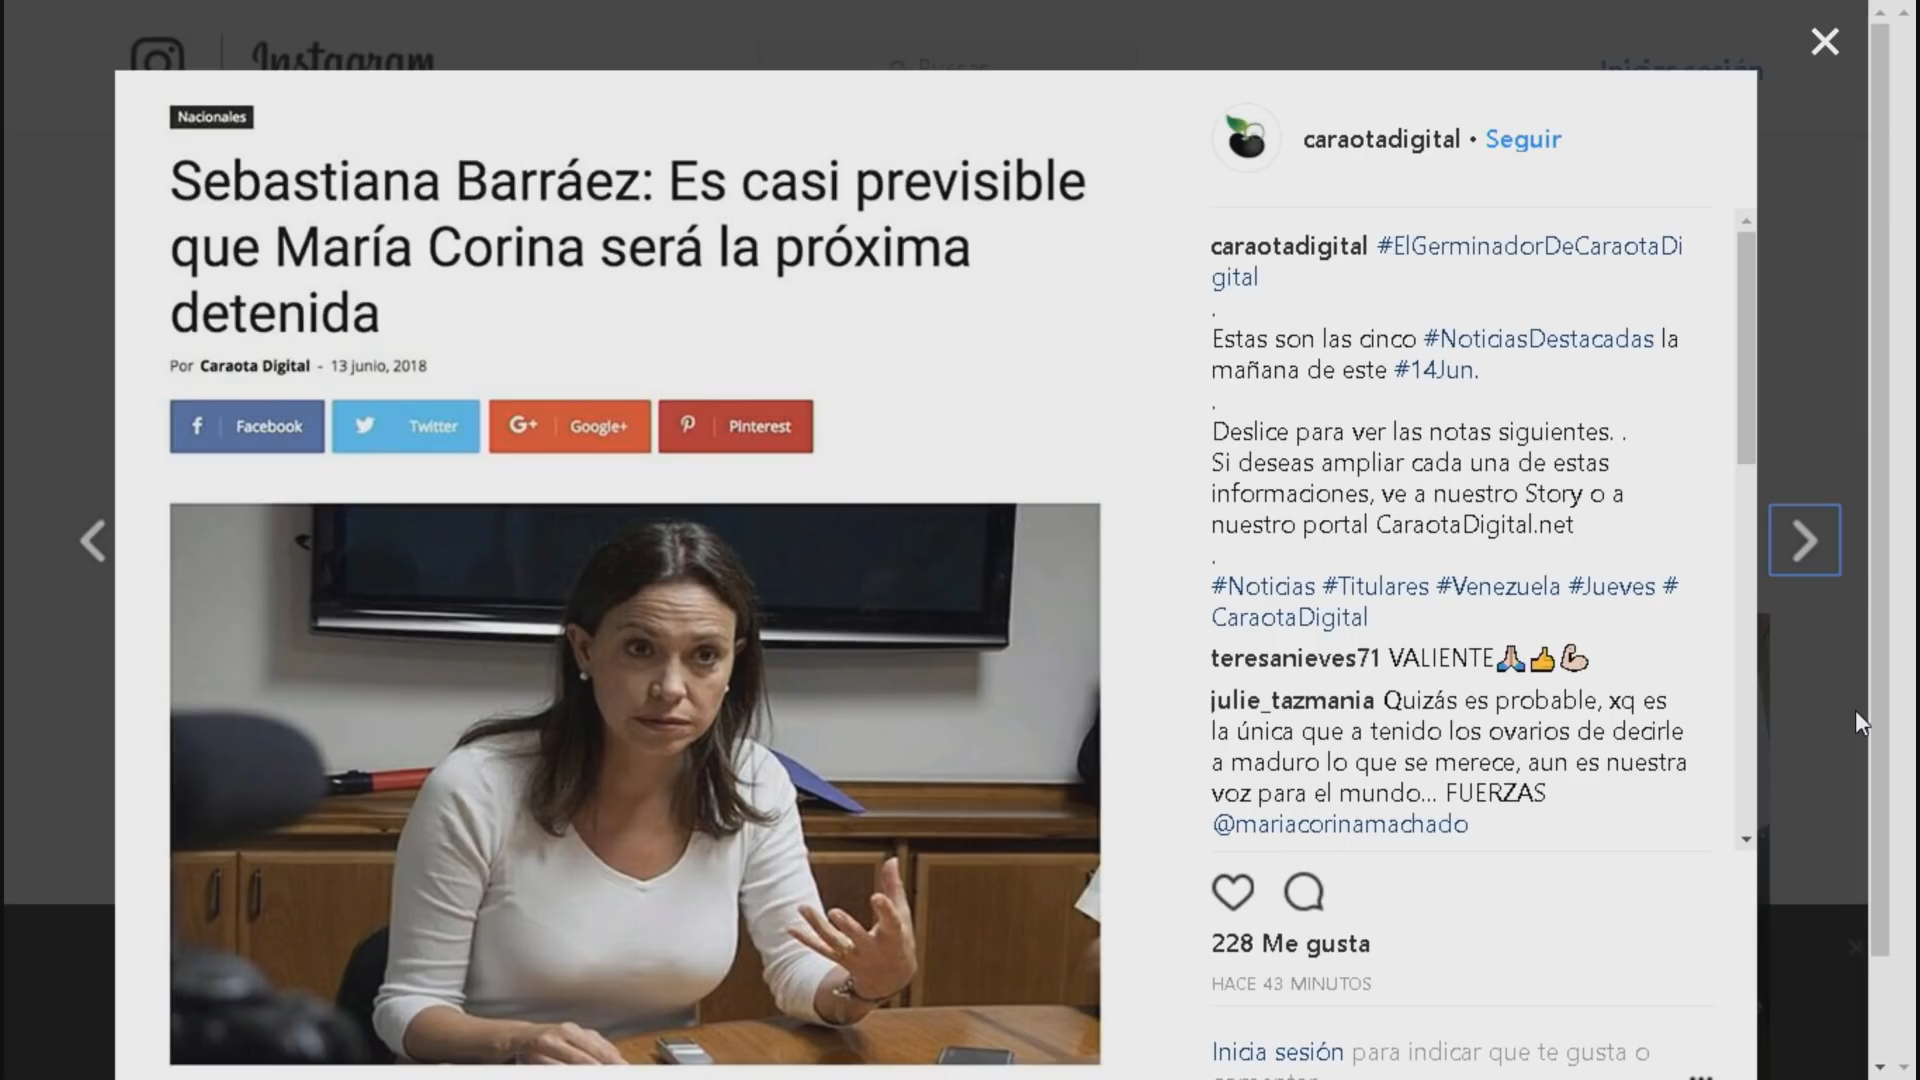 Instagram
Buscar
Iniciar sesión
Nacionales
Sebastiana Barráez: Es casi previsible
que María Corina será la próxima
detenida
Por Caraota Digital - 13 junio, 2018
Facebook
Twitter
Google+
Pinterest
caraotadigital • Seguir
caraotadigital #ElGerminadorDeCaraotaDi
gital
.
Estas son las cinco #NoticiasDestacadas la
mañana de este #14Jun.
.
Deslice para ver las notas siguientes. .
Si deseas ampliar cada una de estas
informaciones, ve a nuestro Story o a
nuestro portal CaraotaDigital.net
.
#Noticias #Titulares #Venezuela #Jueves #
CaraotaDigital
teresanieves71 VALIENTE🙏👍💪
julie_tazmania Quizás es probable, xq es
la única que a tenido los ovarios de decirle
a maduro lo que se merece, aun es nuestra
voz para el mundo... FUERZAS
@mariacorinamachado
228 Me gusta
HACE 43 MINUTOS
Inicia sesión para indicar que te gusta o